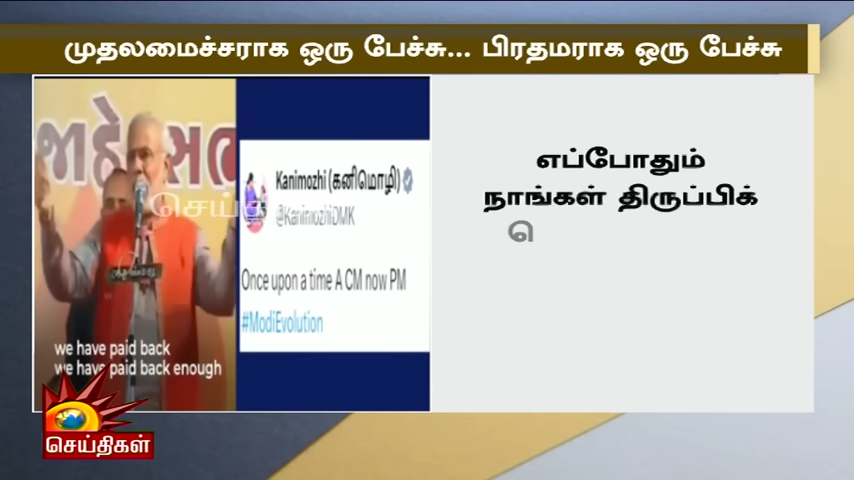 முதலமைச்சராக ஒரு பேச்சு... பிரதமராக ஒரு பேச்சு
જાહે સભ
செய்தி
we have paid back
we have paid back enough
Kanimozhi (கனிமொழி)
@KanimozhiDMK
Once upon a time A CM now PM
#ModiEvolution
எப்போதும்
நாங்கள் திருப்பிக்
செய்திகள்